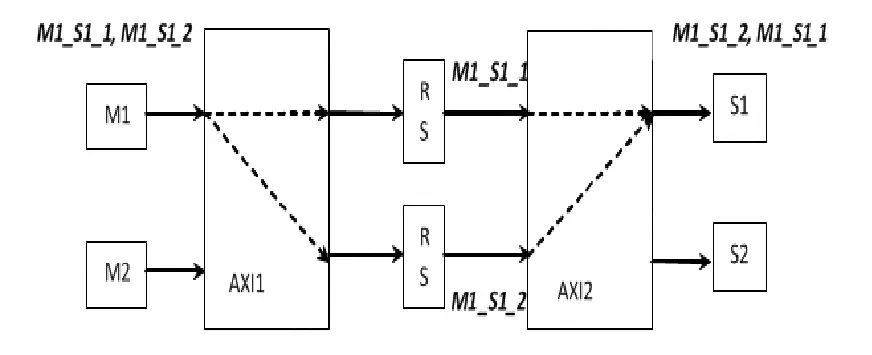 M1_S1_1, M1_S1_2
M1_S1_2, M1_S1_1
M1
M2
AXI1
R
S
R
S
M1_S1_1
M1_S1_2
AXI2
S1
S2